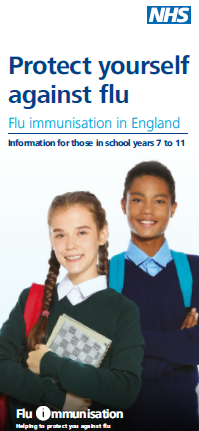 NHS
Protect yourself
against flu
Flu immunisation in England
Information for those in school years 7 to 11
Flu immunisation
Helping to protect you against flu